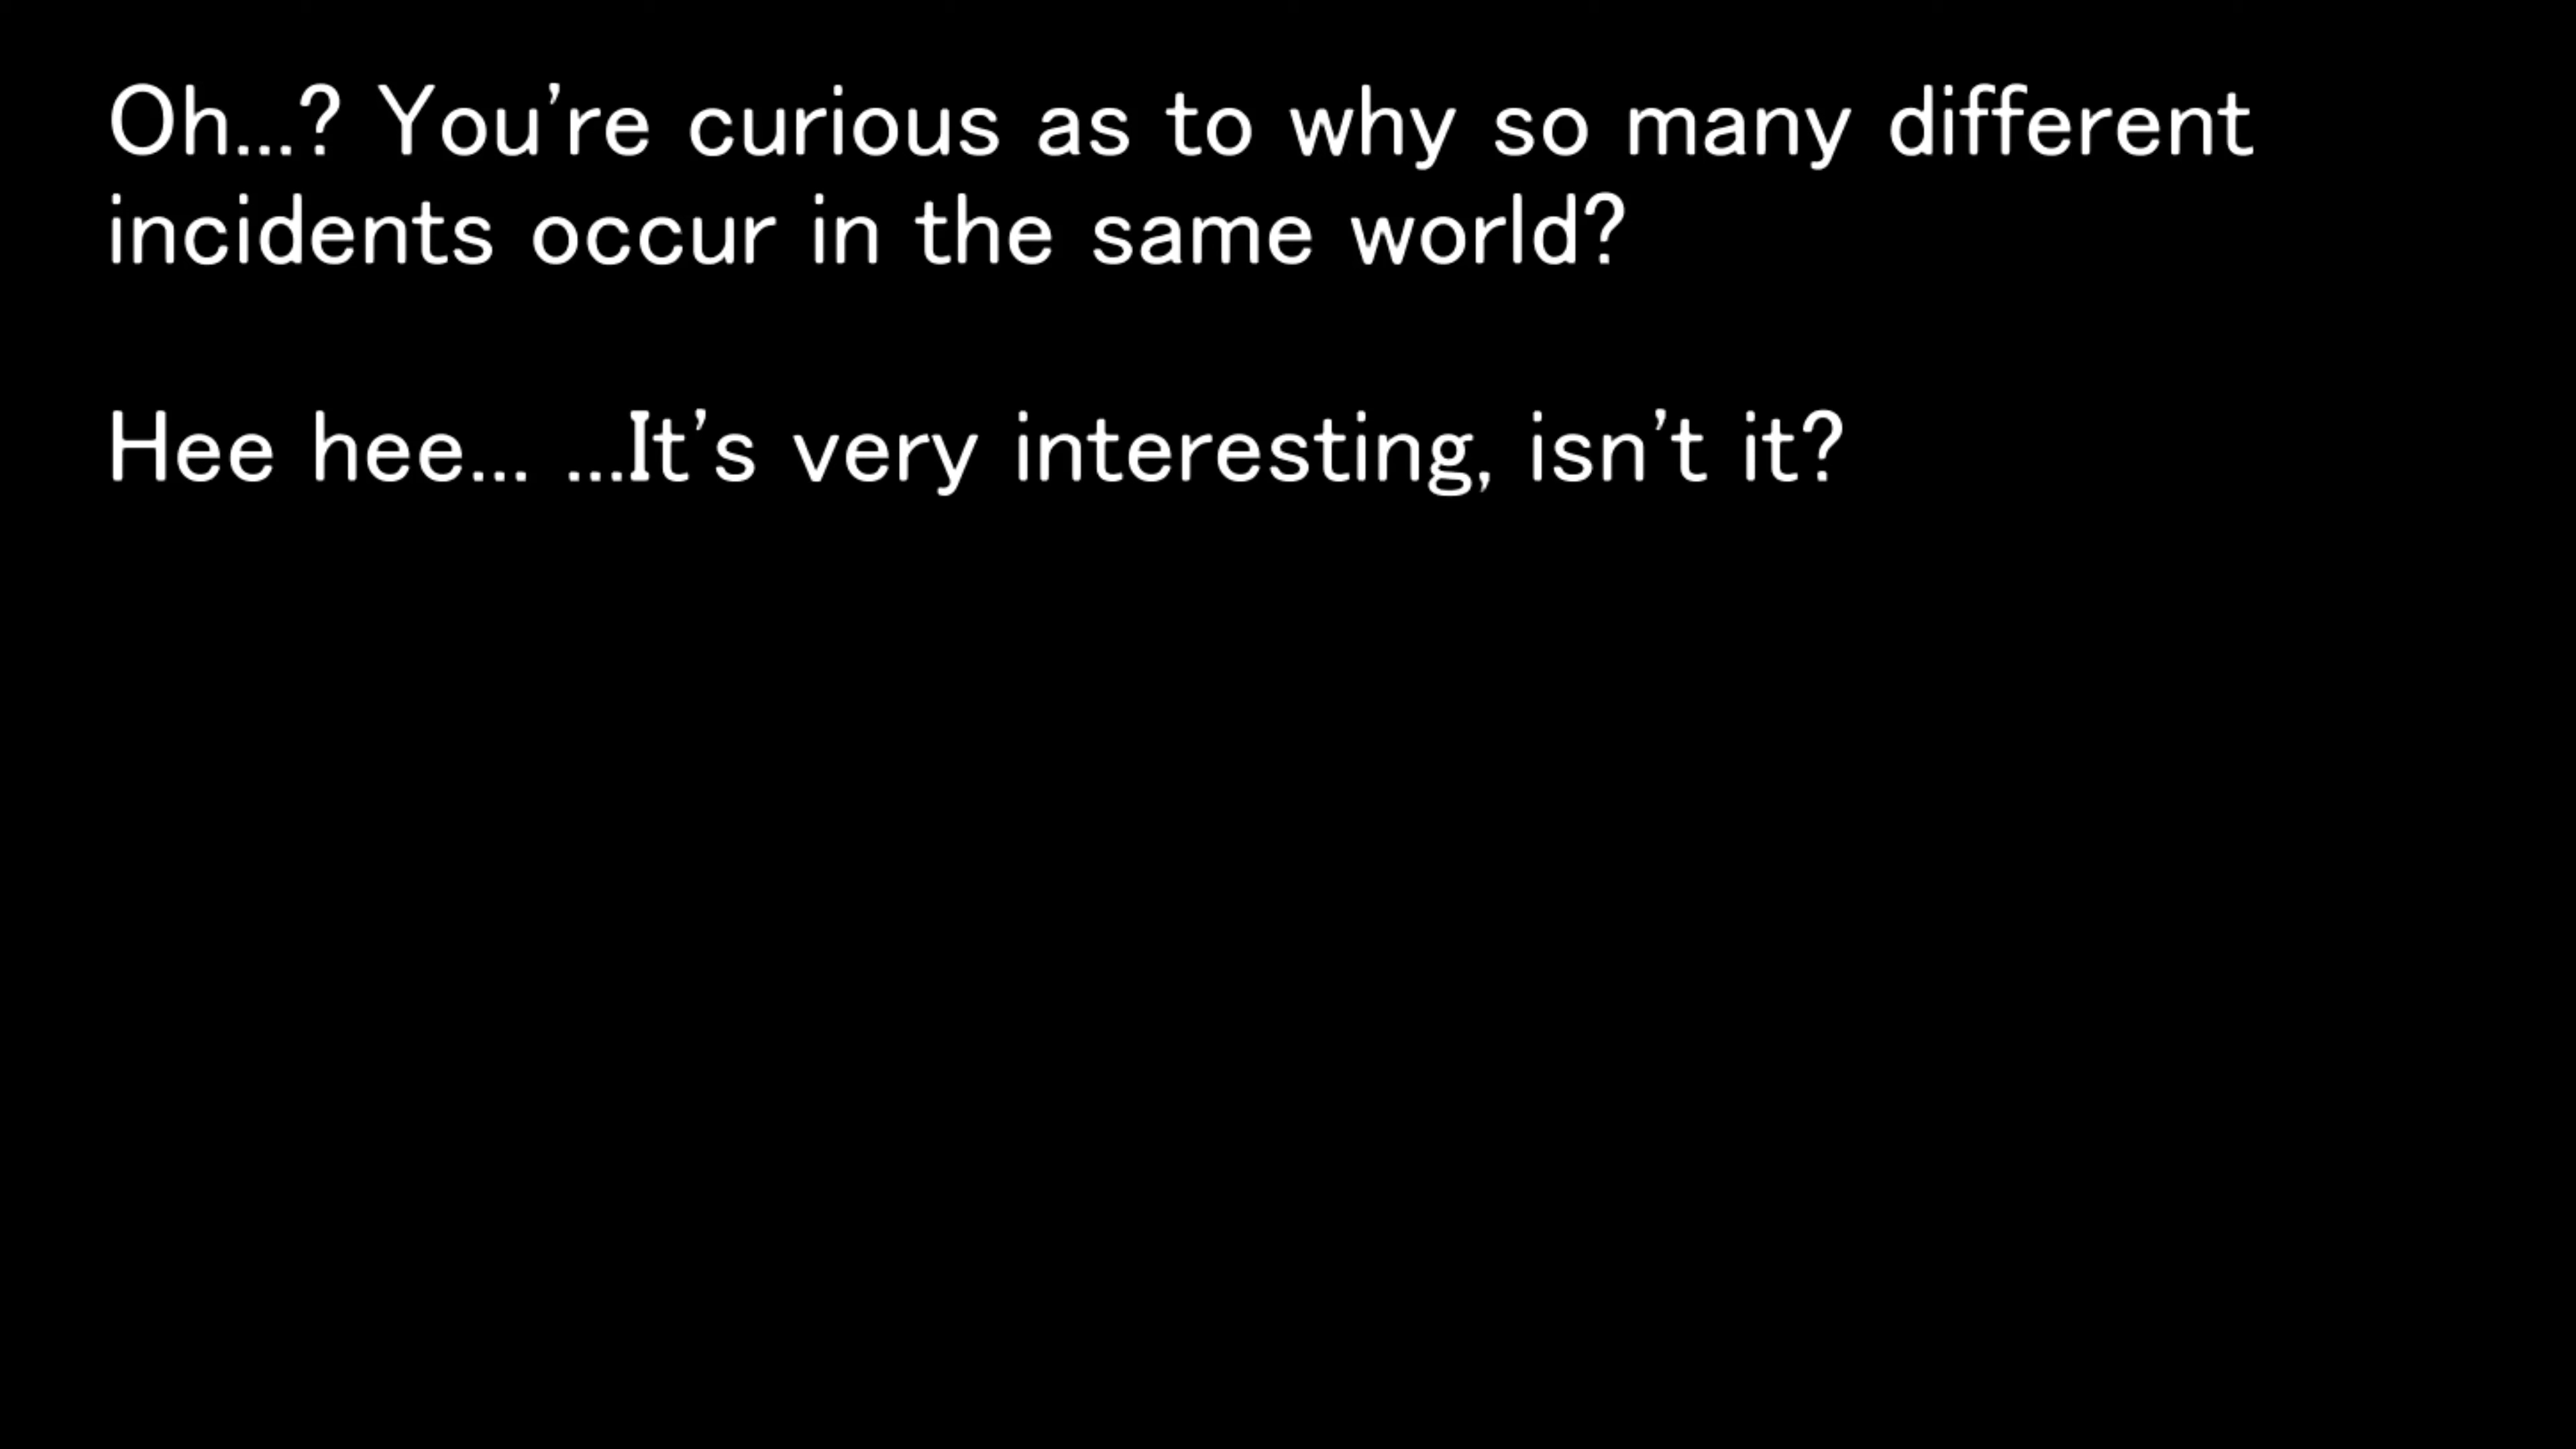 Oh...? You're curious as to why so many different
incidents occur in the same world?
Hee hee... ...It's very interesting, isn't it?